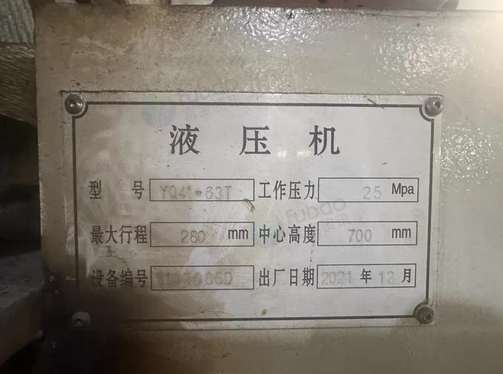 液压机
型号 YQ41-63T 工作压力 25 Mpa
最大行程 260 mm 中心高度 700 mm
设备编号 出厂日期 2021 年 12 月
fubao